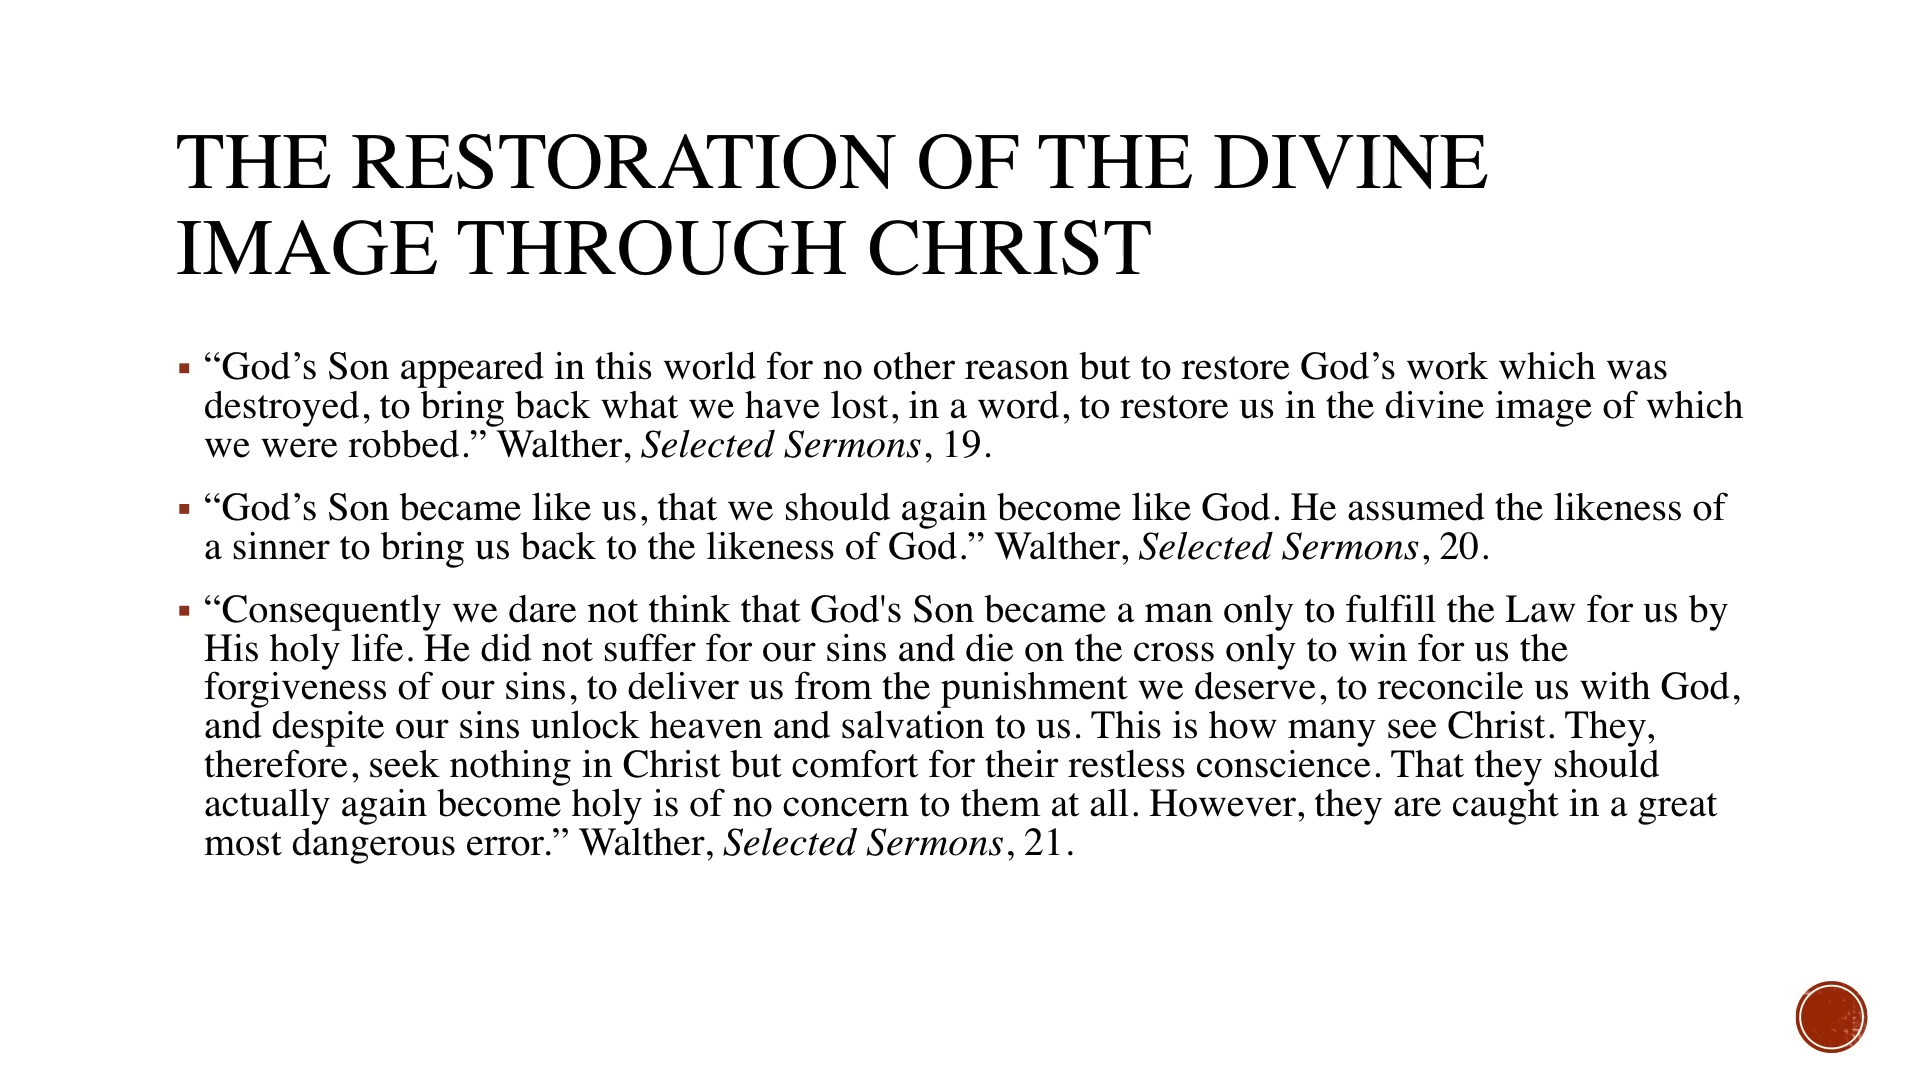 THE RESTORATION OF THE DIVINE
IMAGE THROUGH CHRIST
▪ “God’s Son appeared in this world for no other reason but to restore God’s work which was
destroyed, to bring back what we have lost, in a word, to restore us in the divine image of which
we were robbed.” Walther, Selected Sermons, 19.
▪ “God’s Son became like us, that we should again become like God. He assumed the likeness of
a sinner to bring us back to the likeness of God.” Walther, Selected Sermons, 20.
▪ “Consequently we dare not think that God's Son became a man only to fulfill the Law for us by
His holy life. He did not suffer for our sins and die on the cross only to win for us the
forgiveness of our sins, to deliver us from the punishment we deserve, to reconcile us with God,
and despite our sins unlock heaven and salvation to us. This is how many see Christ. They,
therefore, seek nothing in Christ but comfort for their restless conscience. That they should
actually again become holy is of no concern to them at all. However, they are caught in a great
most dangerous error.” Walther, Selected Sermons, 21.